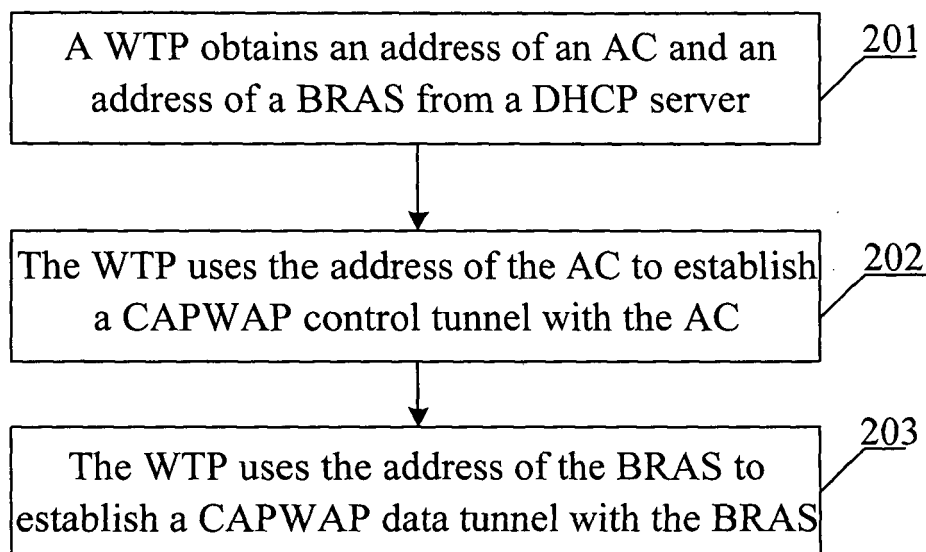 A WTP obtains an address of an AC and an
address of a BRAS from a DHCP server
201
The WTP uses the address of the AC to establish
a CAPWAP control tunnel with the AC
202
The WTP uses the address of the BRAS to
establish a CAPWAP data tunnel with the BRAS
203